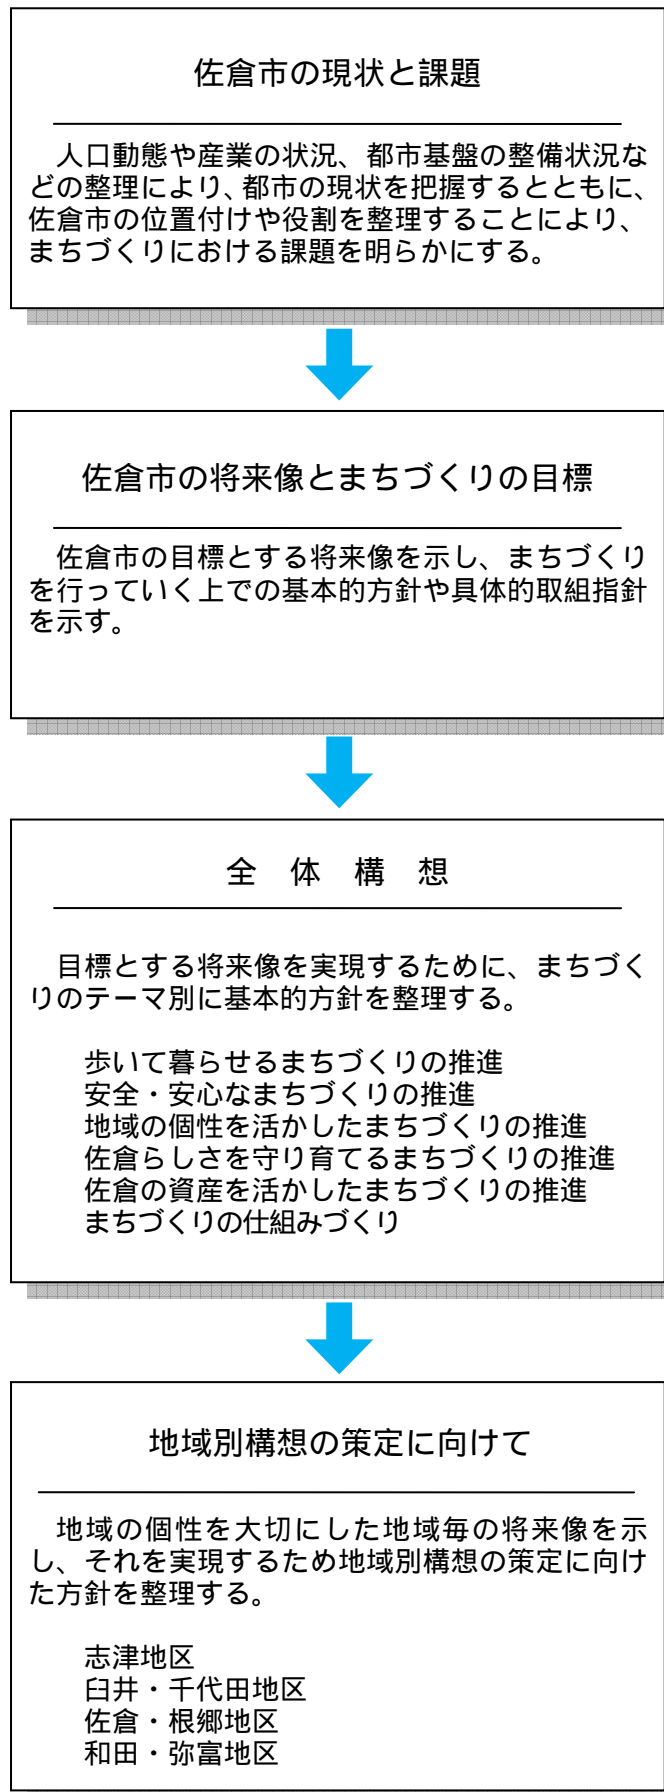 佐倉市の現状と課題
人口動態や産業の状況、都市基盤の整備状況な
どの整理により、都市の現状を把握するとともに、
佐倉市の位置付けや役割を整理することにより、
まちづくりにおける課題を明らかにする。
佐倉市の将来像とまちづくりの目標
佐倉市の目標とする将来像を示し、まちづくり
を行っていく上での基本的方針や具体的取組指針
を示す。
全 体 構 想
目標とする将来像を実現するために、まちづく
りのテーマ別に基本的方針を整理する。
歩いて暮らせるまちづくりの推進
安全・安心なまちづくりの推進
地域の個性を活かしたまちづくりの推進
佐倉らしさを守り育てるまちづくりの推進
佐倉の資産を活かしたまちづくりの推進
まちづくりの仕組みづくり
地域別構想の策定に向けて
地域の個性を大切にした地域毎の将来像を示
し、それを実現するため地域別構想の策定に向け
た方針を整理する。
志津地区
臼井・千代田地区
佐倉・根郷地区
和田・弥富地区